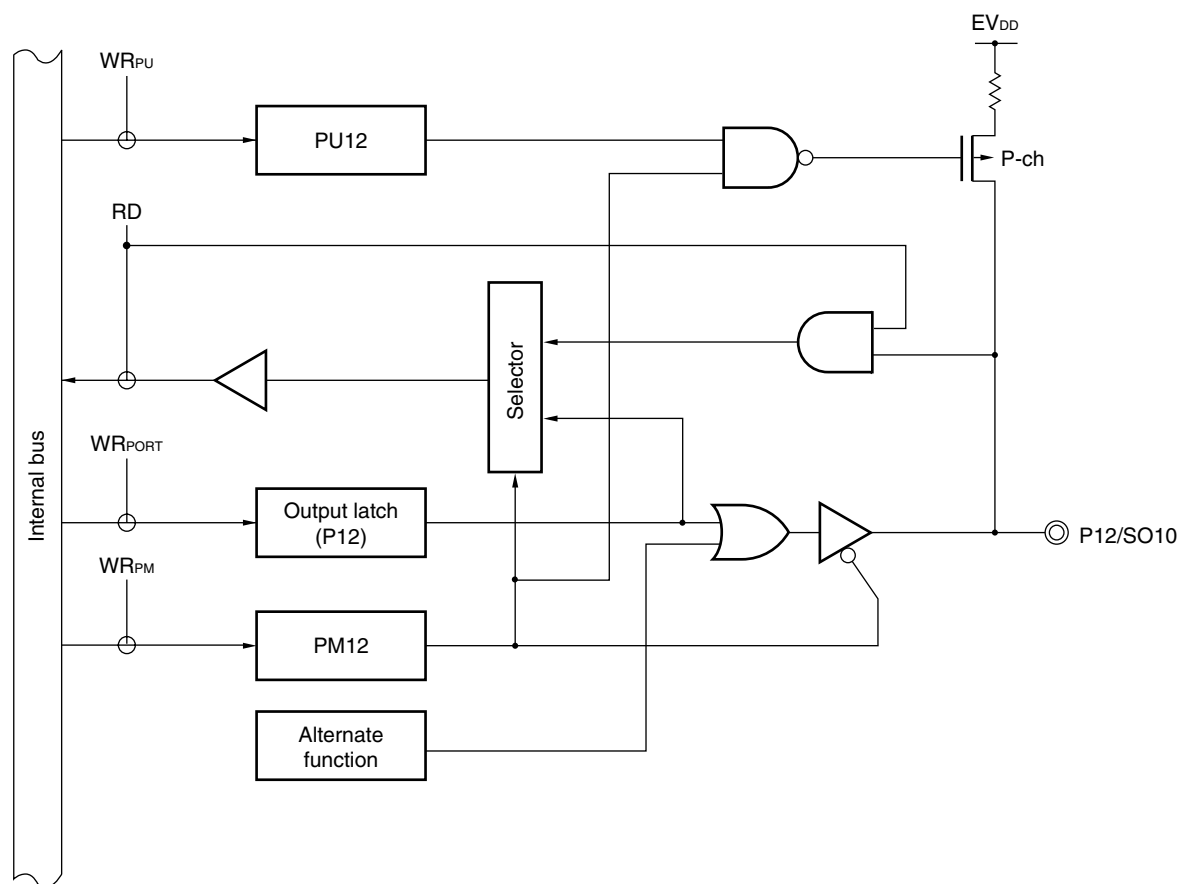 EVDD
WRPU
PU12
P-ch
RD
Selector
WRPORT
Internal bus
Output latch
(P12)
P12/SO10
WRPM
PM12
Alternate
function